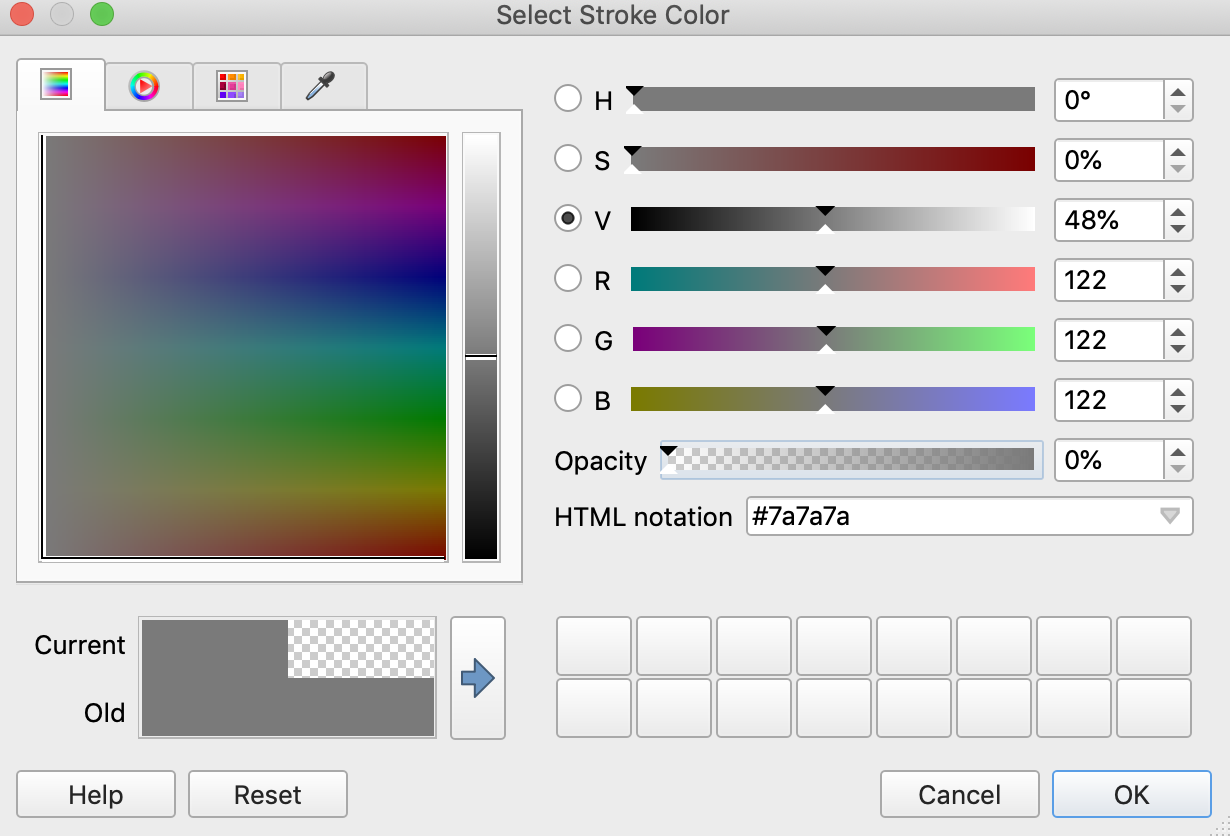 Select Stroke Color
H 0°
S 0%
V 48%
R 122
G 122
B 122
Opacity 0%
HTML notation #7a7a7a
Current
Old
Help Reset Cancel OK